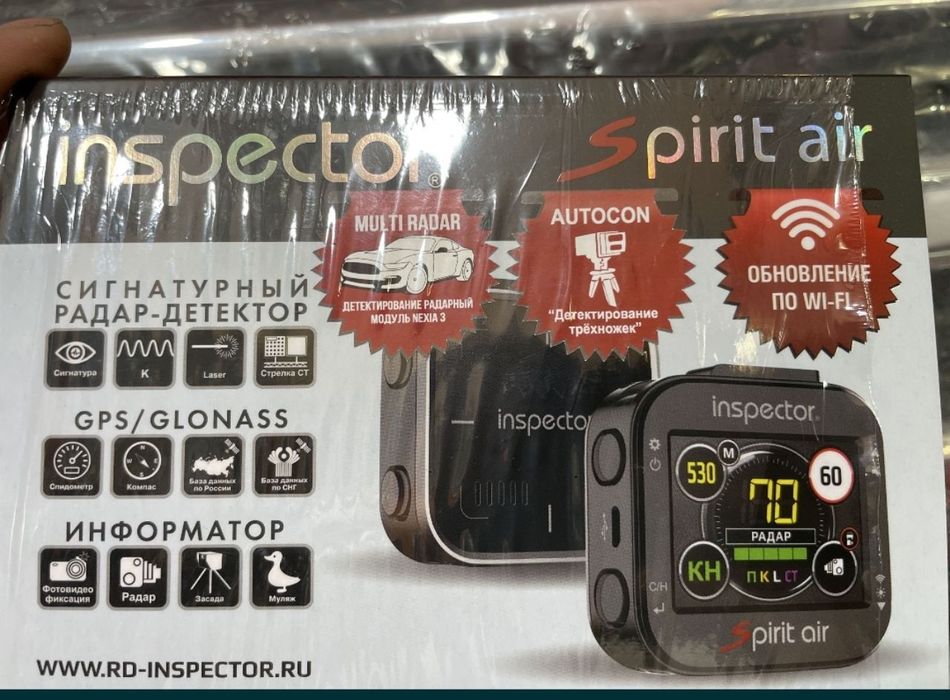 inspector®
Spirit air
MULTI RADAR
ДЕТЕКТИРОВАНИЕ РАДАРНЫЙ
МОДУЛЬ NEXIA 3
AUTOCON
"Детектирование
трёхножек"
ОБНОВЛЕНИЕ
ПО WI-FI
СИГНАТУРНЫЙ
РАДАР-ДЕТЕКТОР
Сигнатура
K
Laser
Стрелка СТ
GPS/GLONASS
Спидометр
Компас
База данных
по России
База данных
по СНГ
ИНФОРМАТОР
Фотовидео
фиксация
Радар
Засада
Муляж
WWW.RD-INSPECTOR.RU
inspector
inspector
530
M
60
70
РАДАР
КН
П К L СТ
C/H
Spirit air